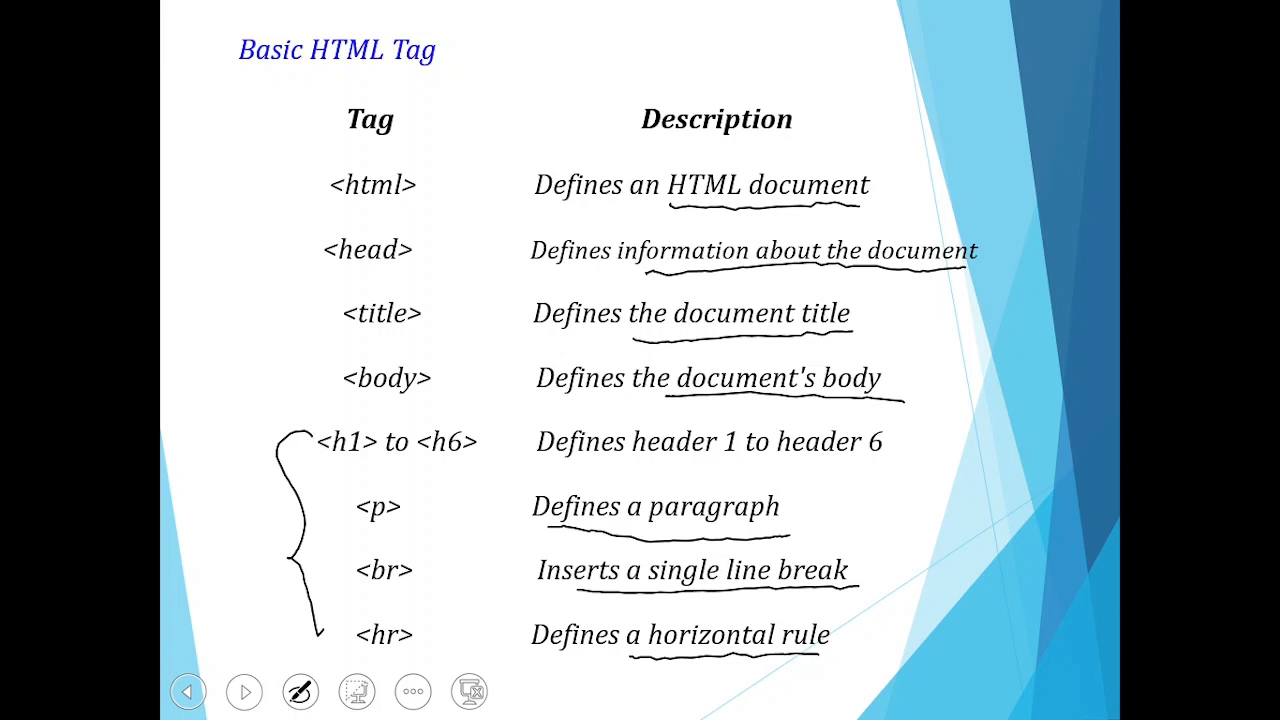 Basic HTML Tag
Tag Description
<html> Defines an HTML document
<head> Defines information about the document
<title> Defines the document title
<body> Defines the document's body
<h1> to <h6> Defines header 1 to header 6
<p> Defines a paragraph
<br> Inserts a single line break
<hr> Defines a horizontal rule